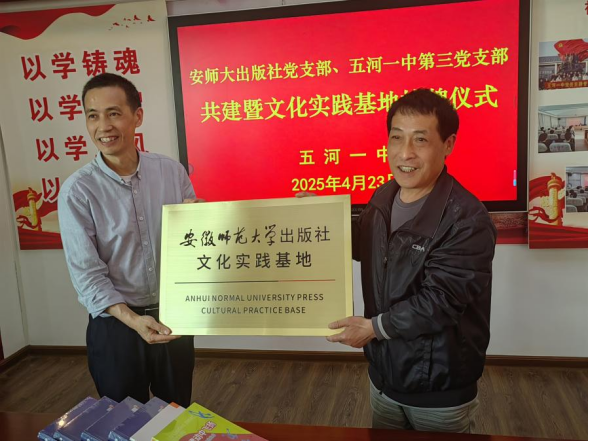 安师大出版社党支部、五河一中第三党支部
共建暨文化实践基地
仪式
五河一中
2025年4月23
以学铸魂
以学
以学
以
安徽师范大学出版社
文化实践基地
ANHUI NORMAL UNIVERSITY PRESS
CULTURAL PRACTICE BASE